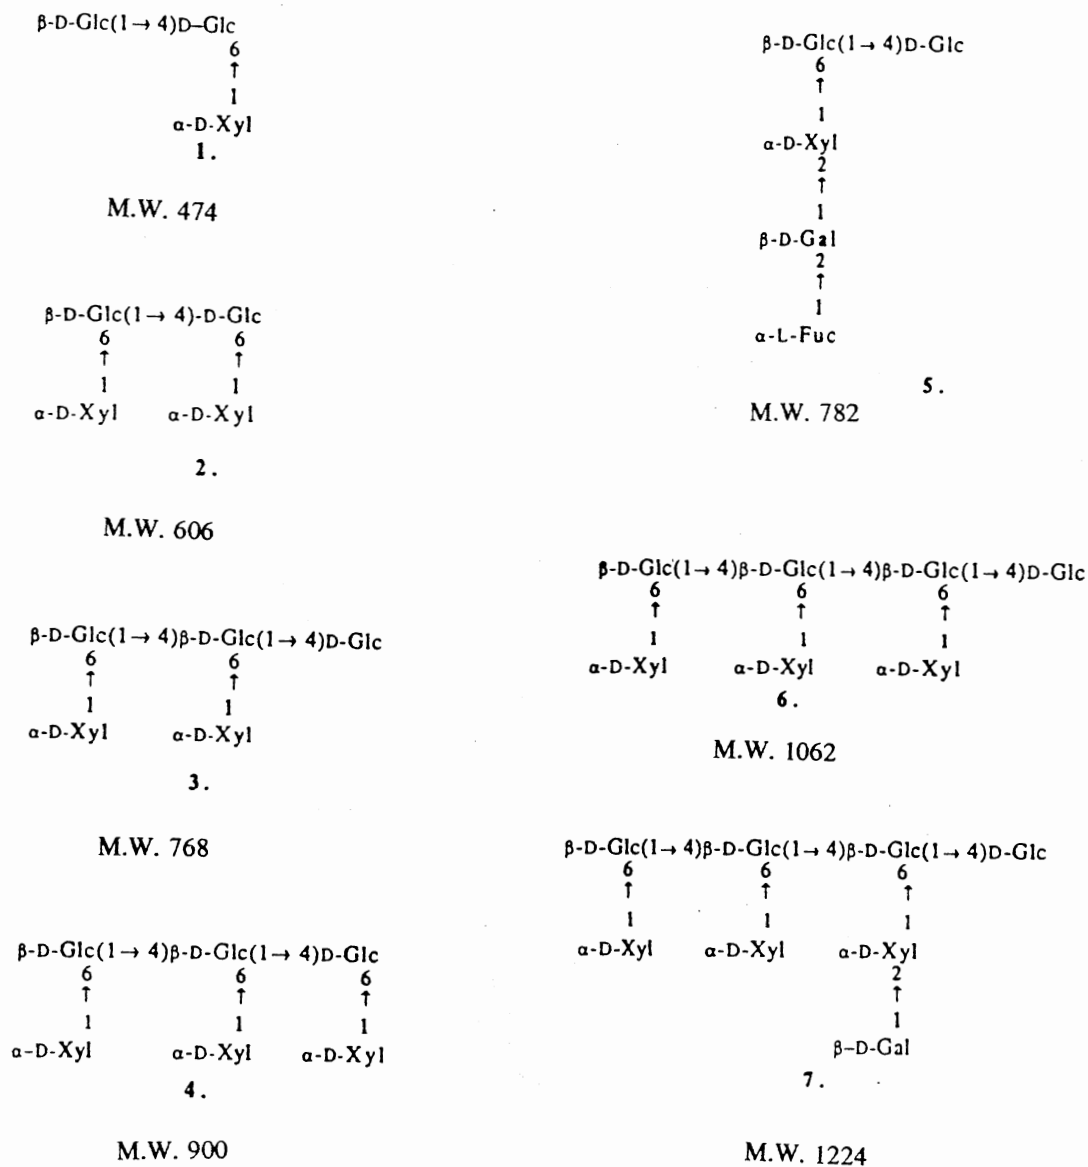 β-D-Glc(1→ 4)D–Glc
6
↑
1
α-D-Xyl
1.
M.W. 474
β-D-Glc(1→ 4)-D-Glc
6 6
↑ ↑
1 1
α-D-Xyl α-D-Xyl
2.
M.W. 606
β-D-Glc(1→ 4)β-D-Glc(1→ 4)D-Glc
6 6
↑ ↑
1 1
α-D-Xyl α-D-Xyl
3.
M.W. 768
β-D-Glc(1→ 4)β-D-Glc(1→ 4)D-Glc
6 6 6
↑ ↑ ↑
1 1 1
α-D-Xyl α-D-Xyl α-D-Xyl
4.
M.W. 900
β-D-Glc(1→ 4)D-Glc
6
↑
1
α-D-Xyl
2
↑
1
β-D-Gal
2
↑
1
α-L-Fuc
5.
M.W. 782
β-D-Glc(1→ 4)β-D-Glc(1→ 4)β-D-Glc(1→ 4)D-Glc
6 6 6
↑ ↑ ↑
1 1 1
α-D-Xyl α-D-Xyl α-D-Xyl
6.
M.W. 1062
β-D-Glc(1→ 4)β-D-Glc(1→ 4)β-D-Glc(1→ 4)D-Glc
6 6 6
↑ ↑ ↑
1 1 1
α-D-Xyl α-D-Xyl α-D-Xyl
2
↑
1
β–D-Gal
7.
M.W. 1224